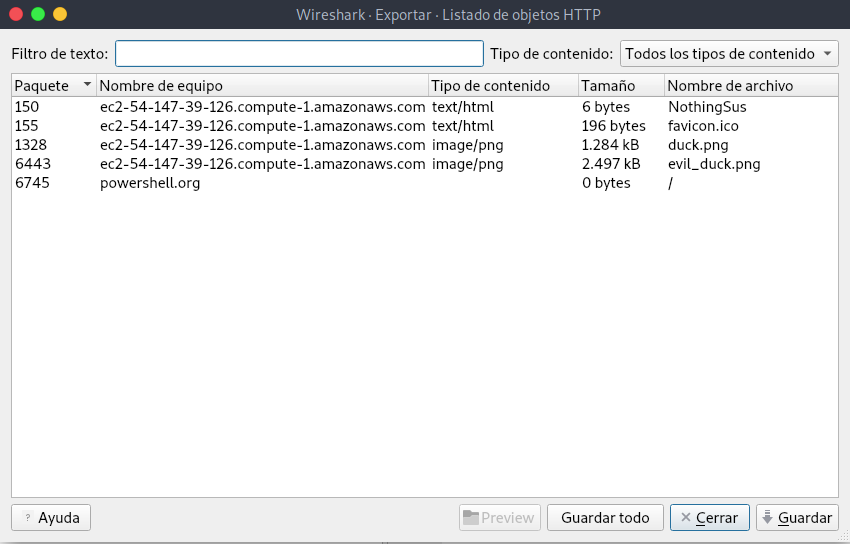 Wireshark · Exportar · Listado de objetos HTTP
Filtro de texto: Tipo de contenido: Todos los tipos de contenido
Paquete Nombre de equipo Tipo de contenido Tamaño Nombre de archivo
150 ec2-54-147-39-126.compute-1.amazonaws.com text/html 6 bytes NothingSus
155 ec2-54-147-39-126.compute-1.amazonaws.com text/html 196 bytes favicon.ico
1328 ec2-54-147-39-126.compute-1.amazonaws.com image/png 1.284 kB duck.png
6443 ec2-54-147-39-126.compute-1.amazonaws.com image/png 2.497 kB evil_duck.png
6745 powershell.org 0 bytes /
? Ayuda Preview Guardar todo Cerrar Guardar